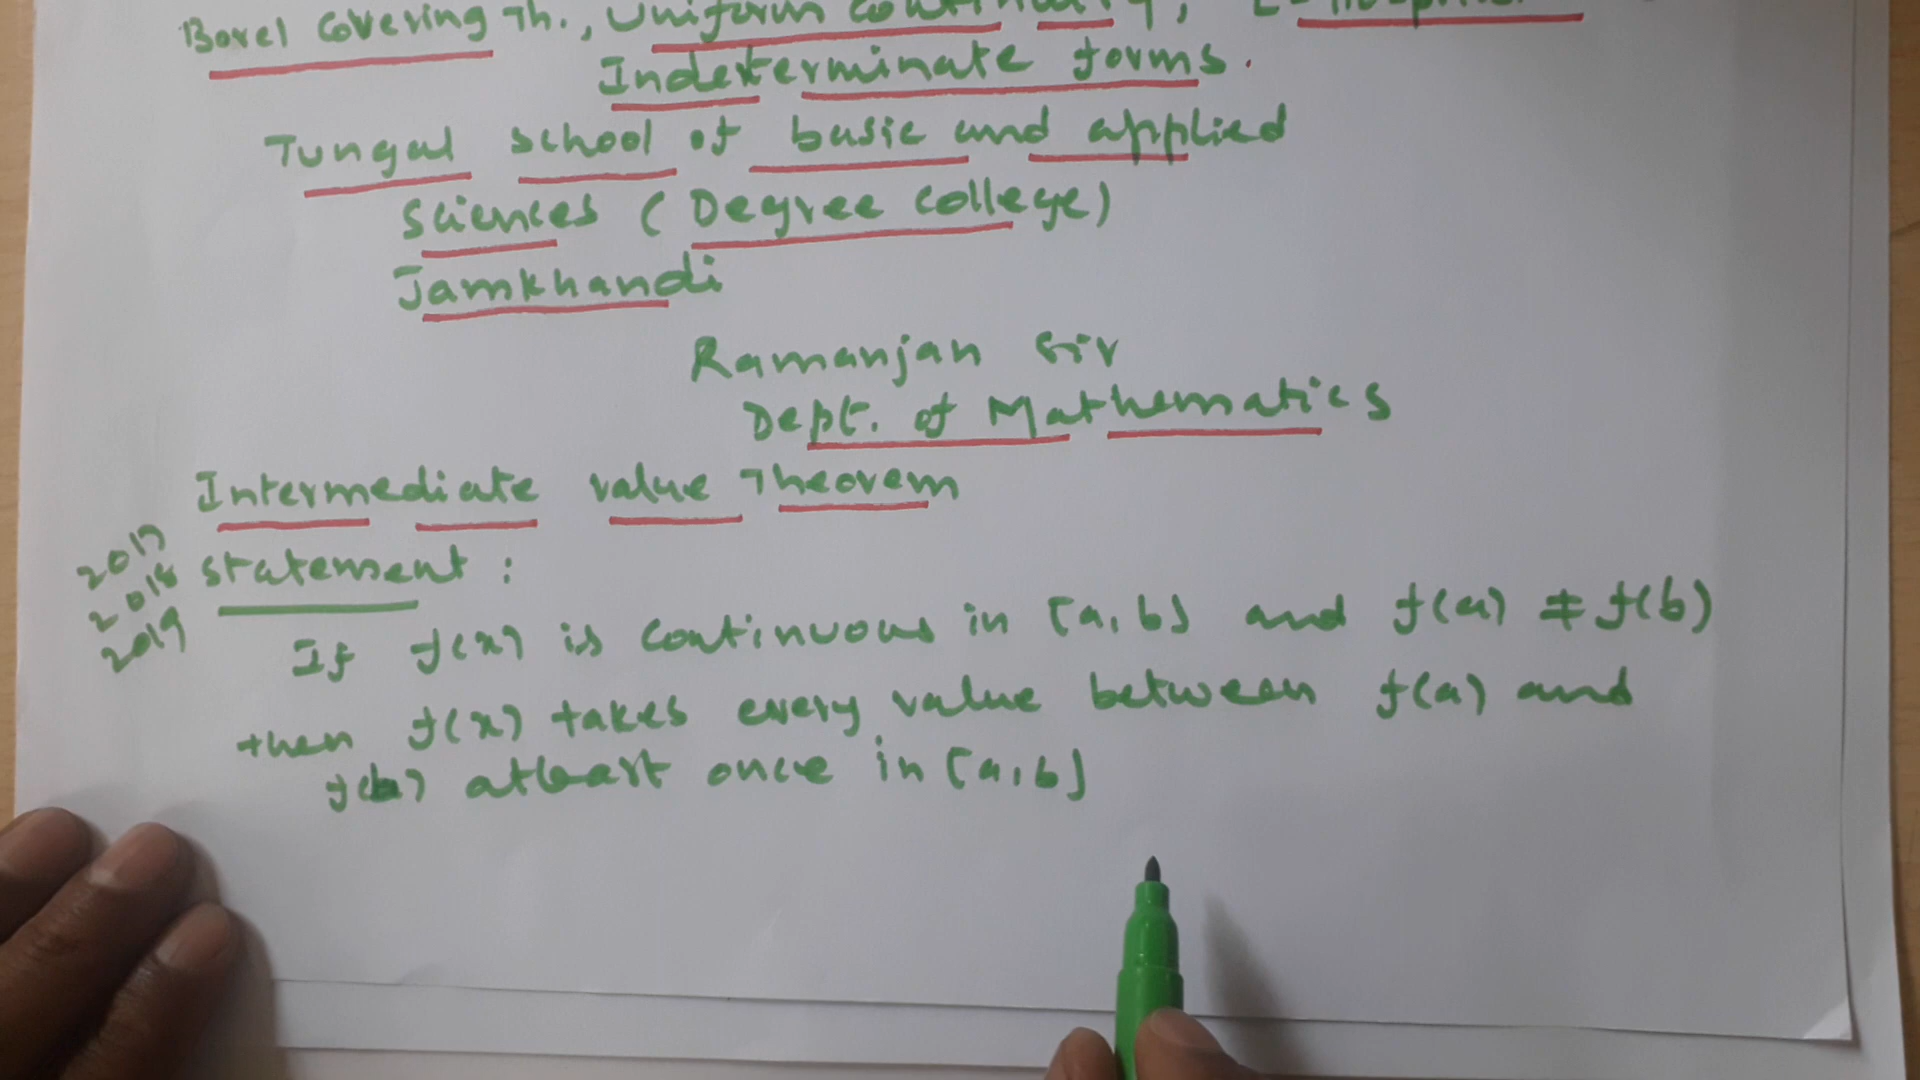 Borel Covering Th., Uniform Continuity, L-Hospital
Indeterminate forms.
Tungal School of basic and applied
Sciences (Degree college)
Jamkhandi
Ramanjan Sir
Dept. of Mathematics
Intermediate value Theorem
2017
2018
2019
Statement :
If f(x) is continuous in [a,b] and f(a) ≠ f(b)
then f(x) takes every value between f(a) and
f(b) atleast once in [a,b]